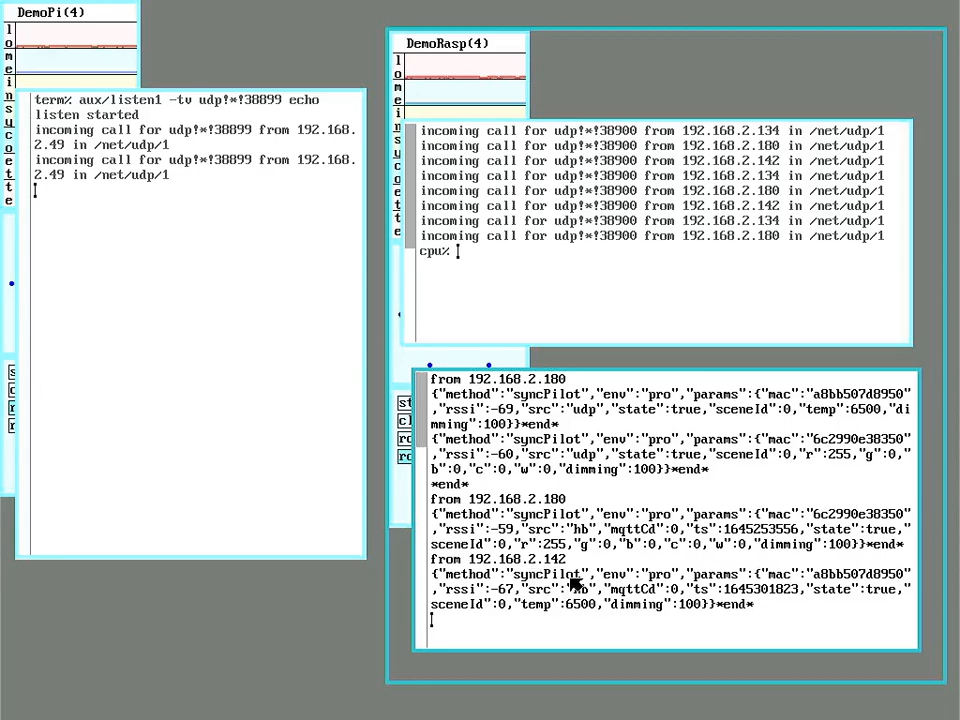 DemoPi(4)
term% aux/listen1 -tv udp!*!38899 echo
listen started
incoming call for udp!*!38899 from 192.168.
2.49 in /net/udp/1
incoming call for udp!*!38899 from 192.168.
2.49 in /net/udp/1
DemoRasp(4)
incoming call for udp!*!38900 from 192.168.2.134 in /net/udp/1
incoming call for udp!*!38900 from 192.168.2.180 in /net/udp/1
incoming call for udp!*!38900 from 192.168.2.142 in /net/udp/1
incoming call for udp!*!38900 from 192.168.2.134 in /net/udp/1
incoming call for udp!*!38900 from 192.168.2.180 in /net/udp/1
incoming call for udp!*!38900 from 192.168.2.142 in /net/udp/1
incoming call for udp!*!38900 from 192.168.2.134 in /net/udp/1
incoming call for udp!*!38900 from 192.168.2.180 in /net/udp/1
cpu%
from 192.168.2.180
{"method":"syncPilot","env":"pro","params":{"mac":"a8bb507d8950"
,"rssi":-69,"src":"udp","state":true,"sceneId":0,"temp":6500,"di
mming":100}}*end*
{"method":"syncPilot","env":"pro","params":{"mac":"6c2990e38350"
,"rssi":-60,"src":"udp","state":true,"sceneId":0,"r":255,"g":0,"
b":0,"c":0,"w":0,"dimming":100}}*end*
*end*
from 192.168.2.180
{"method":"syncPilot","env":"pro","params":{"mac":"6c2990e38350"
,"rssi":-59,"src":"hb","mqttCd":0,"ts":1645253556,"state":true,"
sceneId":0,"r":255,"g":0,"b":0,"c":0,"w":0,"dimming":100}}*end*
from 192.168.2.142
{"method":"syncPilot","env":"pro","params":{"mac":"a8bb507d8950"
,"rssi":-67,"src":"hb","mqttCd":0,"ts":1645301823,"state":true,"
sceneId":0,"temp":6500,"dimming":100}}*end*